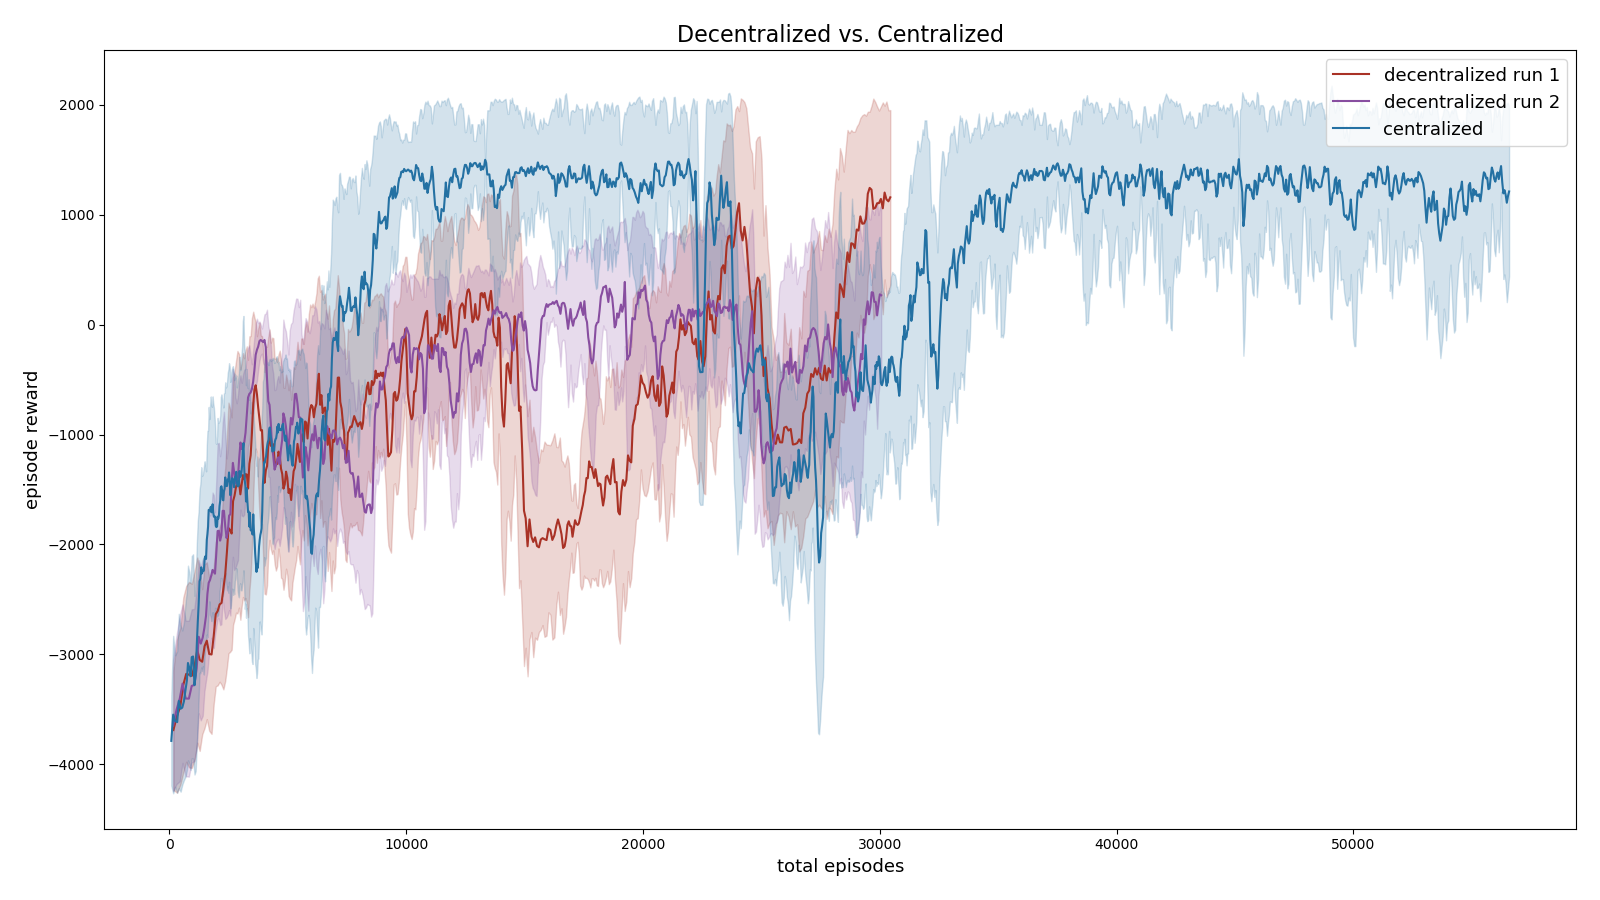 Decentralized vs. Centralized
decentralized run 1
decentralized run 2
centralized
episode reward
2000
1000
0
−1000
−2000
−3000
−4000
0 10000 20000 30000 40000 50000
total episodes